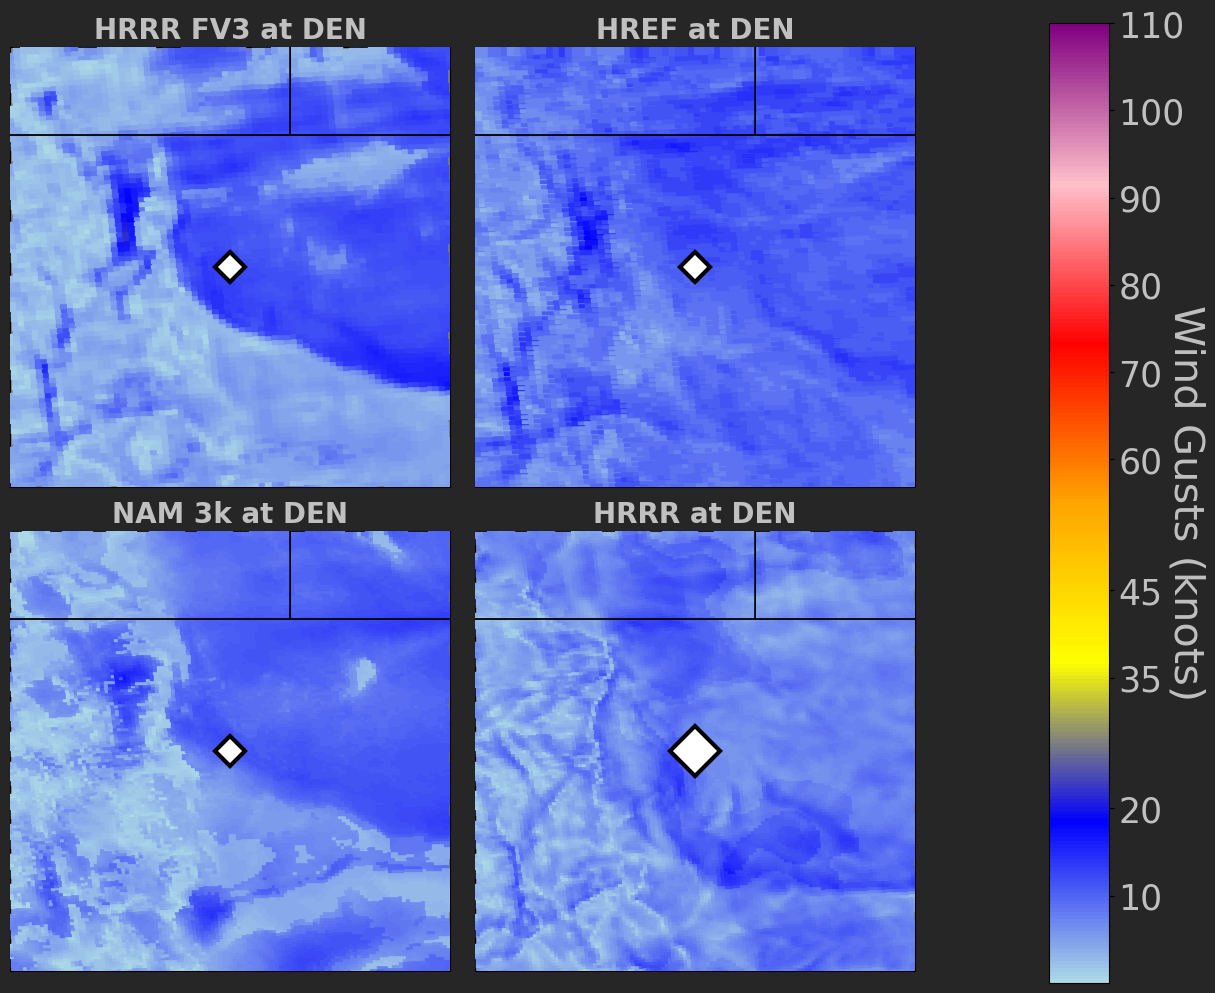 HRRR FV3 at DEN
HREF at DEN
NAM 3k at DEN
HRRR at DEN
110
100
90
80
70
60
45
35
20
10
Wind Gusts (knots)